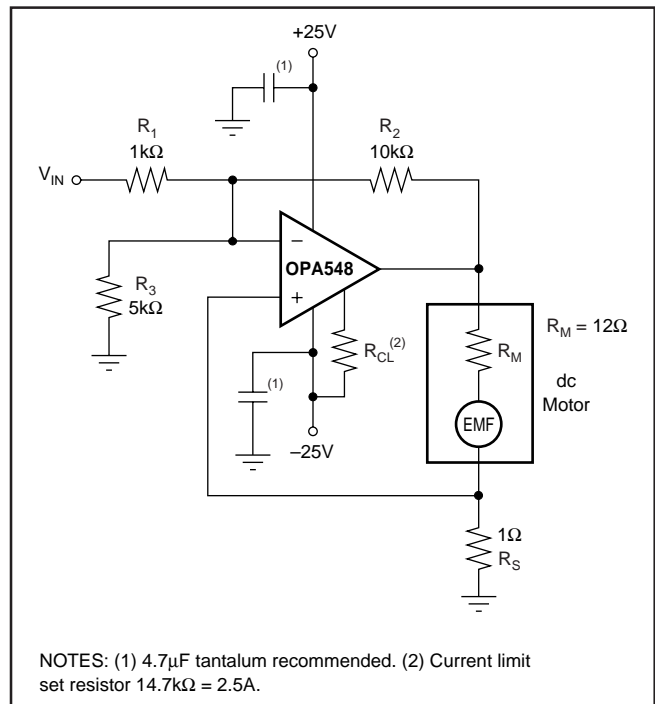 +25V
(1)
R1
1kΩ
R2
10kΩ
VIN
–
OPA548
+
R3
5kΩ
RCL(2)
(1)
–25V
RM
RM = 12Ω
dc
Motor
EMF
1Ω
RS
NOTES: (1) 4.7μF tantalum recommended. (2) Current limit
set resistor 14.7kΩ = 2.5A.